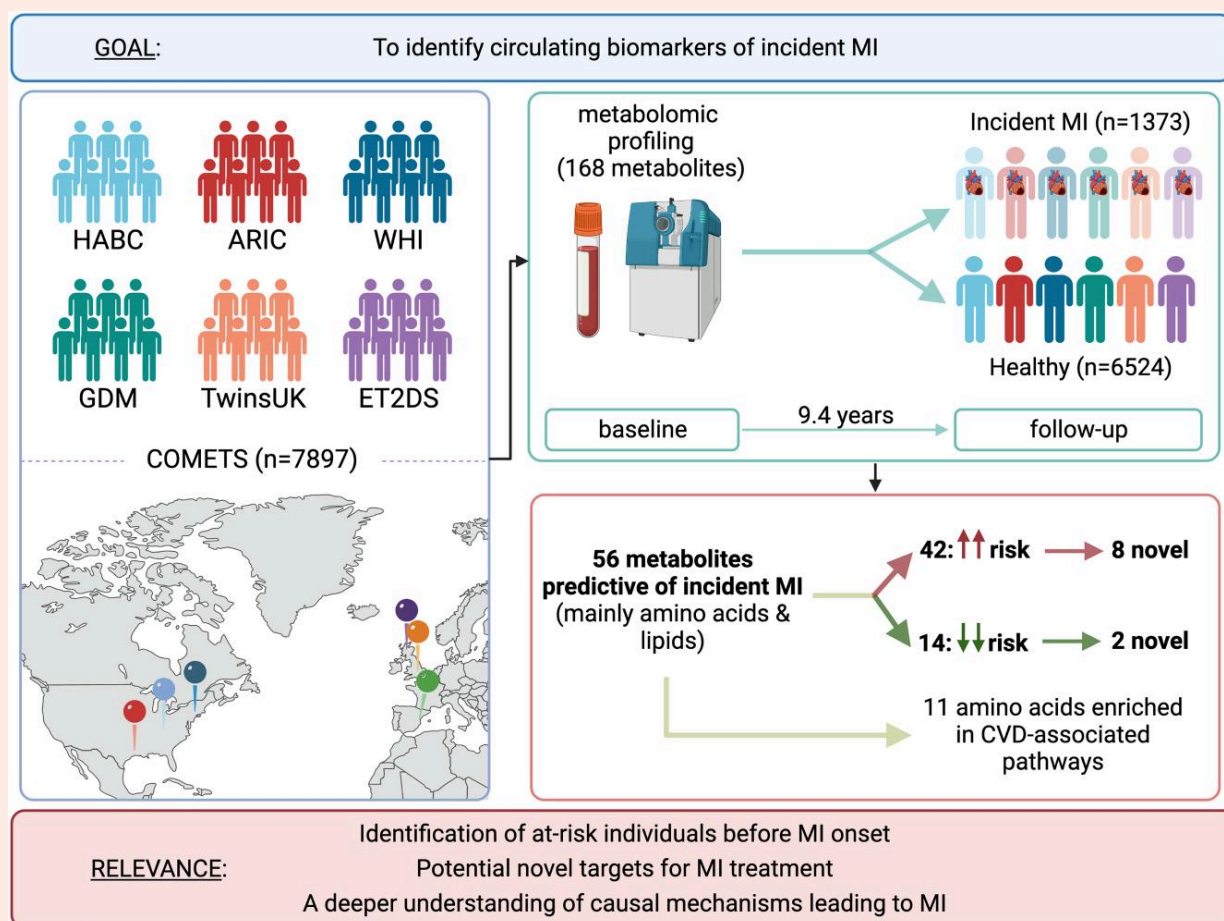 GOAL: To identify circulating biomarkers of incident MI
HABC ARIC WHI
GDM TwinsUK ET2DS
COMETS (n=7897)
metabolomic
profiling
(168 metabolites)
Incident MI (n=1373)
Healthy (n=6524)
baseline 9.4 years follow-up
56 metabolites
predictive of incident MI
(mainly amino acids &
lipids)
42: ↑↑ risk 8 novel
14: ↓↓ risk 2 novel
11 amino acids enriched
in CVD-associated
pathways
Identification of at-risk individuals before MI onset
RELEVANCE: Potential novel targets for MI treatment
A deeper understanding of causal mechanisms leading to MI